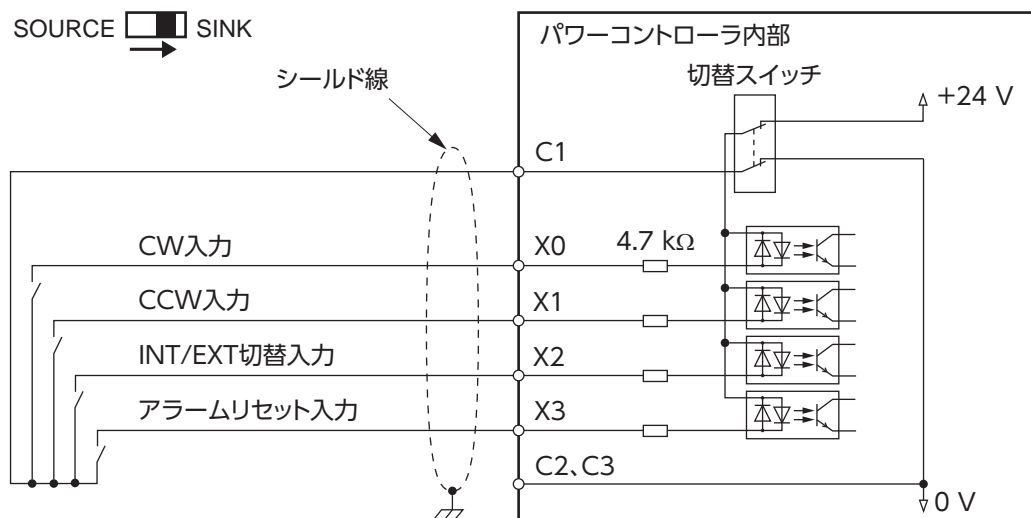 SOURCE SINK
パワーコントローラ内部
切替スイッチ
シールド線
+24 V
C1
CW入力
X0
4.7 kΩ
CCW入力
X1
INT/EXT切替入力
X2
アラームリセット入力
X3
C2、C3
0 V